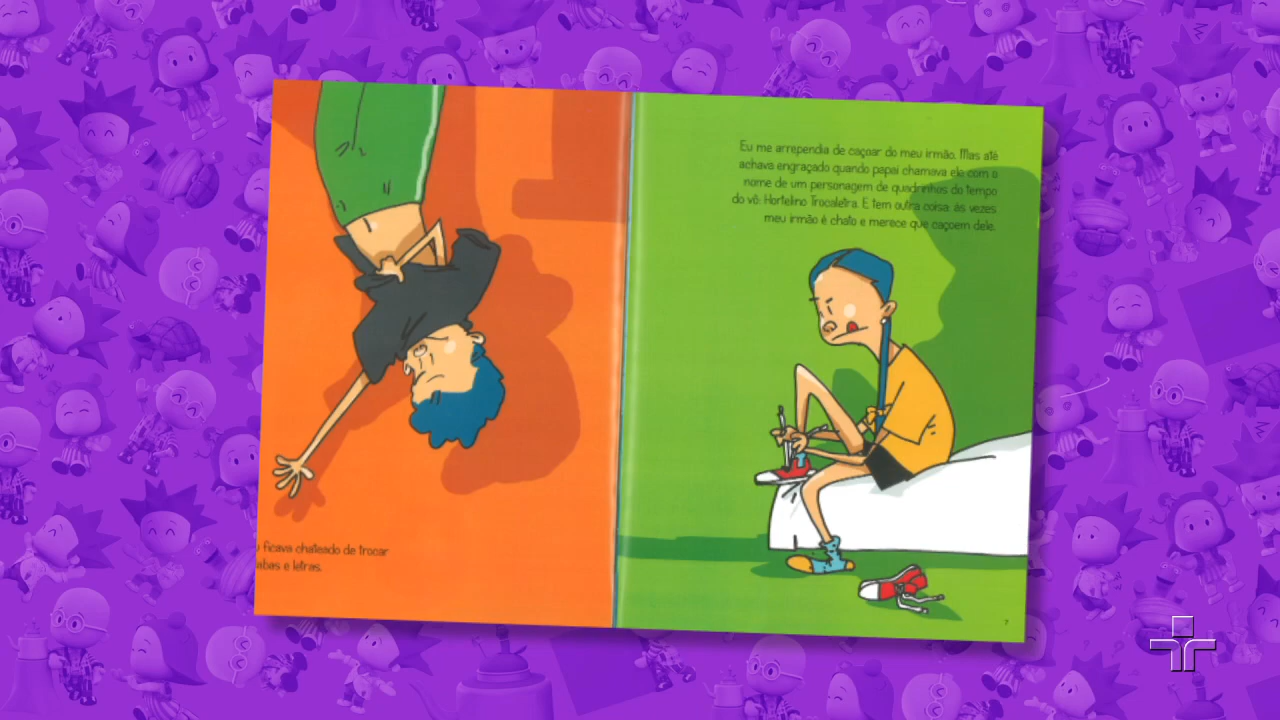 ficava chateado de trocar
abas e letras.
Eu me arrependia de caçoar do meu irmão. Mas até
achava engraçado quando papai chamava ele com o
nome de um personagem de quadrinhos do tempo
do vô: Hortelino Trocaletra. E tem outra coisa: às vezes
meu irmão é chato e merece que caçoem dele.
7